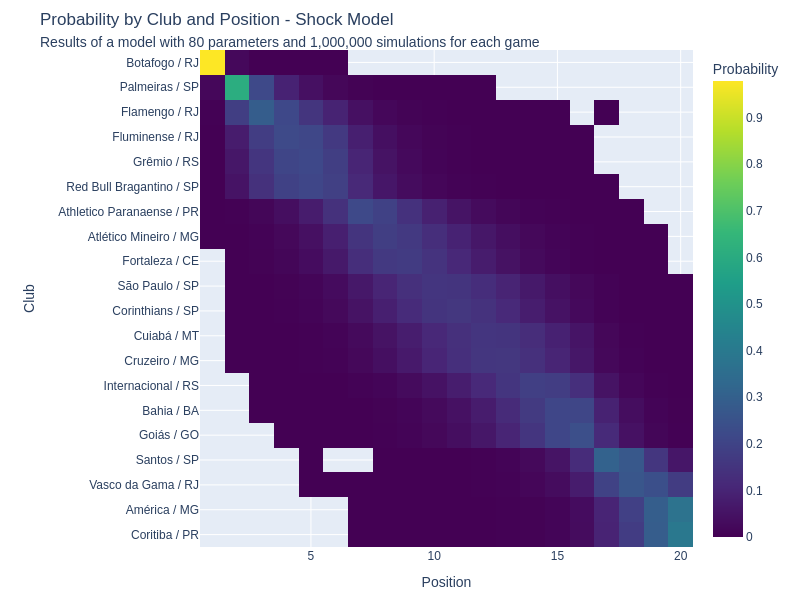 Probability by Club and Position - Shock Model
Results of a model with 80 parameters and 1,000,000 simulations for each game
Probability
Botafogo / RJ
Palmeiras / SP
Flamengo / RJ
Fluminense / RJ
Grêmio / RS
Red Bull Bragantino / SP
Athletico Paranaense / PR
Atlético Mineiro / MG
Fortaleza / CE
São Paulo / SP
Corinthians / SP
Cuiabá / MT
Cruzeiro / MG
Internacional / RS
Bahia / BA
Goiás / GO
Santos / SP
Vasco da Gama / RJ
América / MG
Coritiba / PR
Club
5
10
15
20
Position
0.9
0.8
0.7
0.6
0.5
0.4
0.3
0.2
0.1
0